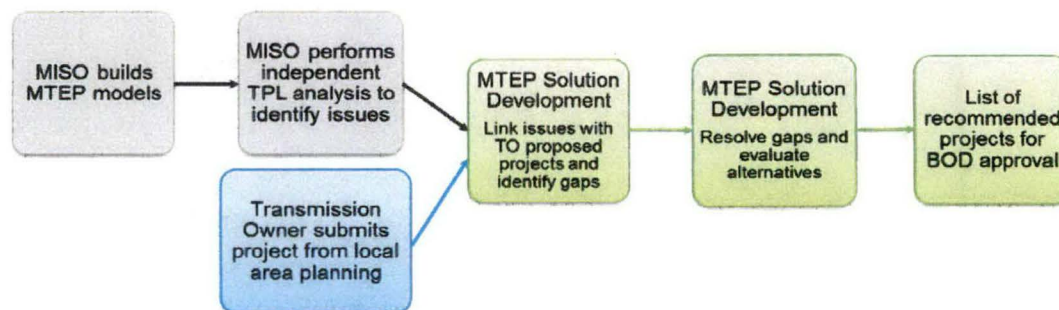 MISO builds
MTEP models
MISO performs
independent
TPL analysis to
identify issues
Transmission
Owner submits
project from local
area planning
MTEP Solution
Development
Link issues with
TO proposed
projects and
identify gaps
MTEP Solution
Development
Resolve gaps and
evaluate
alternatives
List of
recommended
projects for
BOD approval